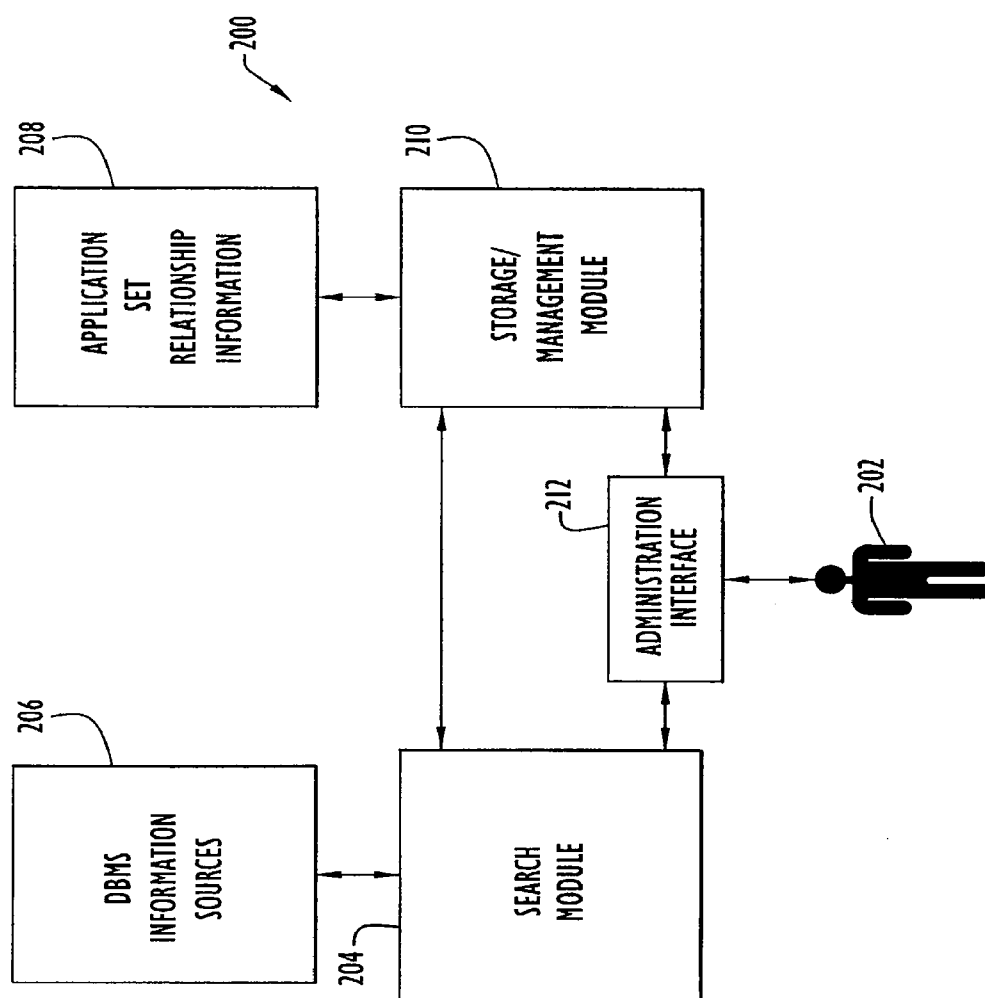 206
DBMS
INFORMATION
SOURCES
208
APPLICATION
SET
RELATIONSHIP
INFORMATION
200
204
SEARCH
MODULE
210
STORAGE/
MANAGEMENT
MODULE
212
ADMINISTRATION
INTERFACE
202